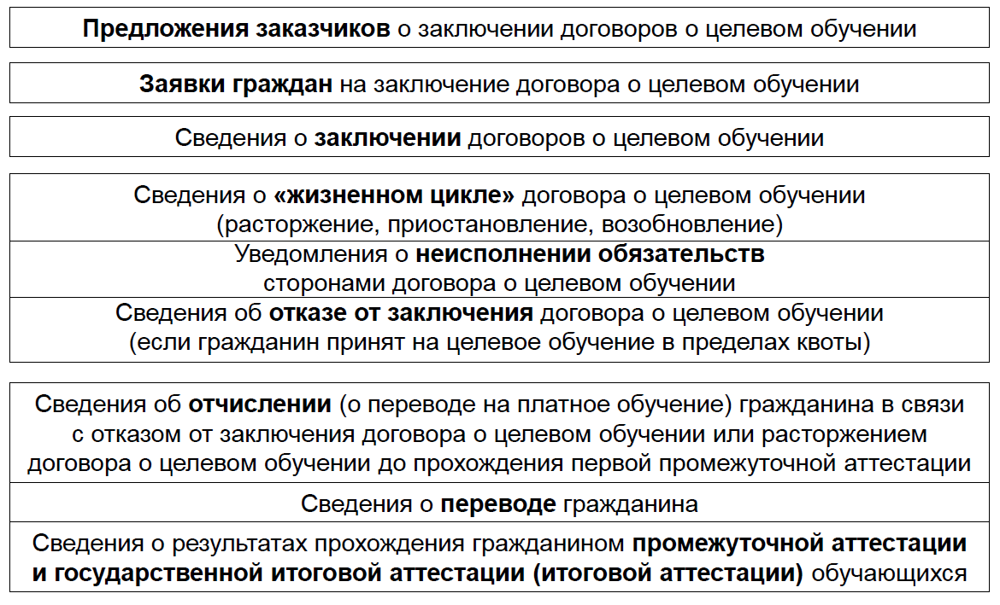 Предложения заказчиков о заключении договоров о целевом обучении
Заявки граждан на заключение договора о целевом обучении
Сведения о заключении договоров о целевом обучении
Сведения о «жизненном цикле» договора о целевом обучении
(расторжение, приостановление, возобновление)
Уведомления о неисполнении обязательств
сторонами договора о целевом обучении
Сведения об отказе от заключения договора о целевом обучении
(если гражданин принят на целевое обучение в пределах квоты)
Сведения об отчислении (о переводе на платное обучение) гражданина в связи
с отказом от заключения договора о целевом обучении или расторжением
договора о целевом обучении до прохождения первой промежуточной аттестации
Сведения о переводе гражданина
Сведения о результатах прохождения гражданином промежуточной аттестации
и государственной итоговой аттестации (итоговой аттестации) обучающихся